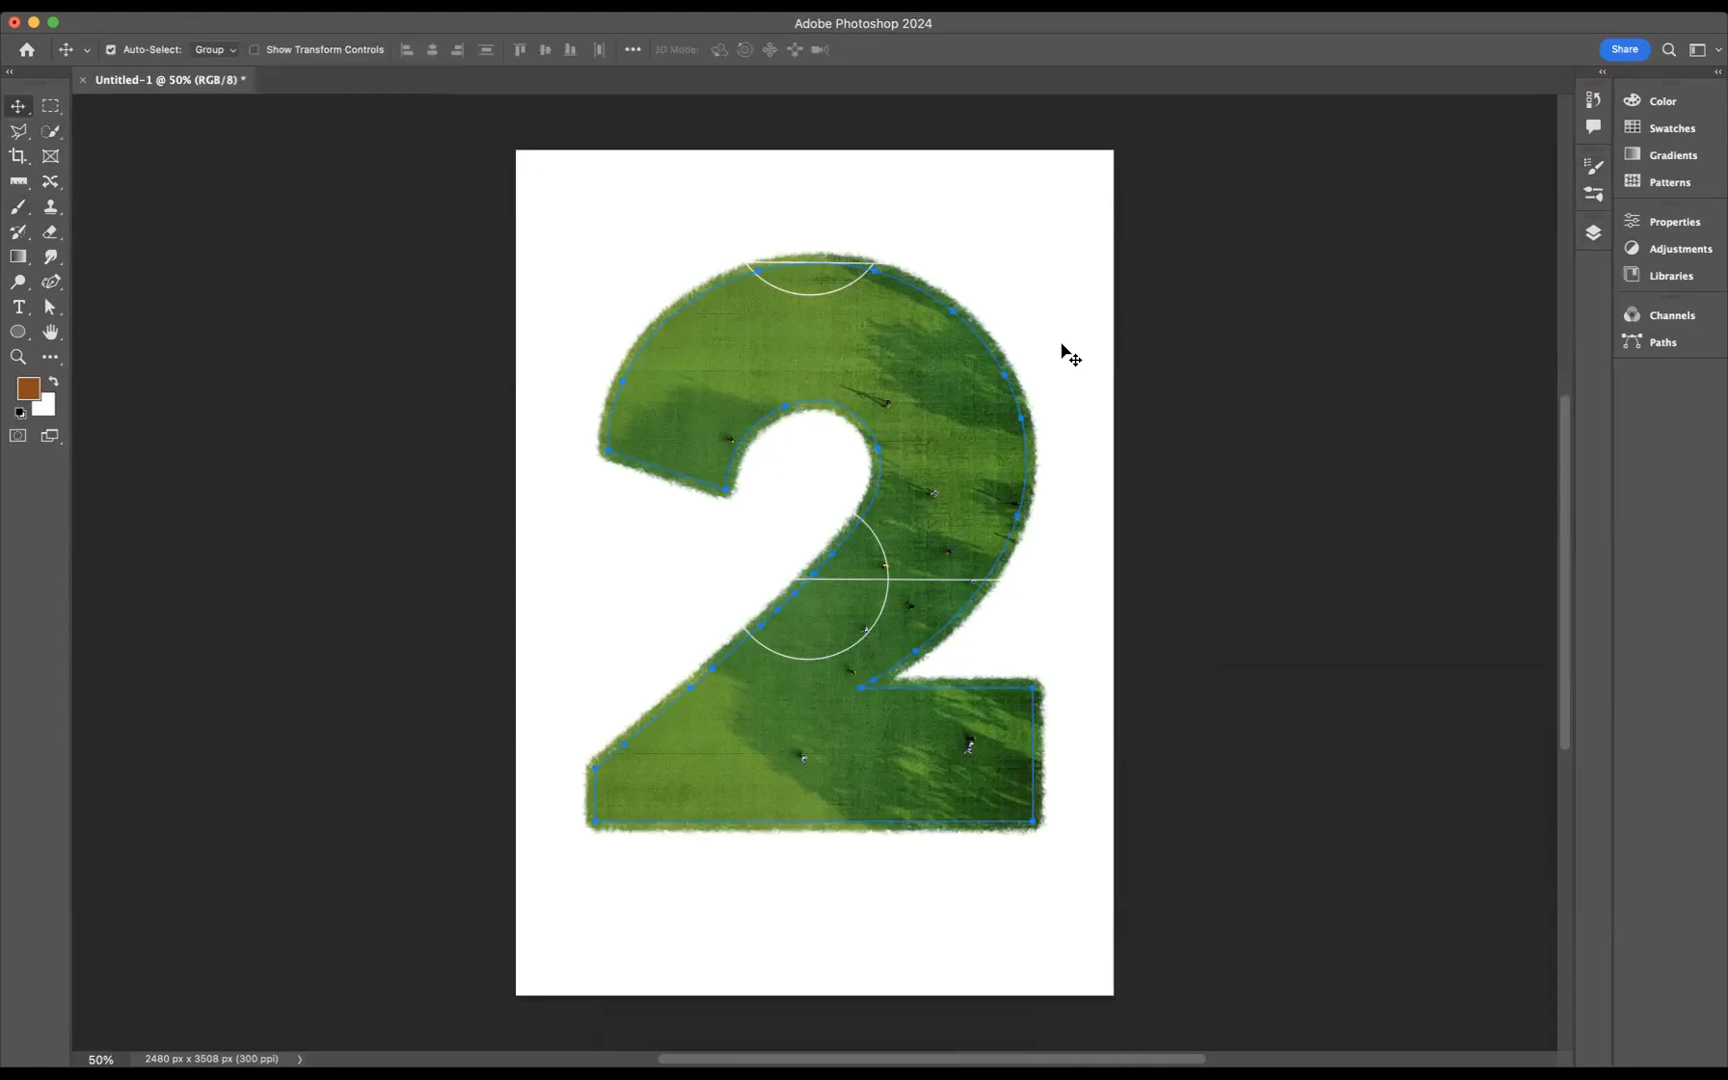 Adobe Photoshop 2024
Auto-Select: Group Show Transform Controls 3D Mode: Share
Untitled-1 @ 50% (RGB/8) *
Color
Swatches
Gradients
Patterns
Properties
Adjustments
Libraries
Channels
Paths
2
50% 2480 px x 3508 px (300 ppi)